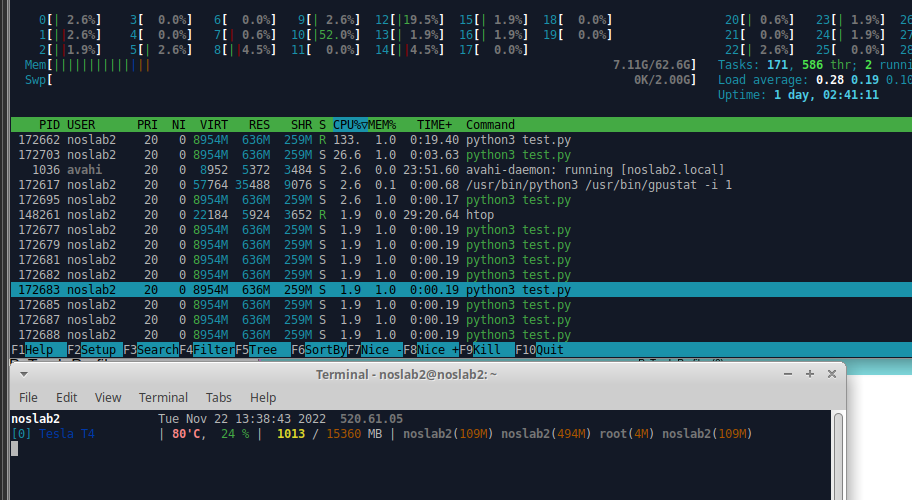 0[| 2.6%] 3[ 0.0%] 6[ 0.0%] 9[| 2.6%] 12[||19.5%] 15[| 1.9%] 18[ 0.0%] 20[| 0.6%] 23[| 1.9%] 26
1[||2.6%] 4[ 0.0%] 7[| 0.6%] 10[|52.0%] 13[| 1.9%] 16[| 1.9%] 19[ 0.0%] 21[ 0.0%] 24[| 1.9%] 27
2[||1.9%] 5[| 2.6%] 8[||4.5%] 11[ 0.0%] 14[||4.5%] 17[ 0.0%] 22[| 2.6%] 25[ 0.0%] 28
Mem[||||||||||||| 7.11G/62.6G] Tasks: 171, 586 thr; 2 runni
Swp[ 0K/2.00G] Load average: 0.28 0.19 0.10
Uptime: 1 day, 02:41:11
PID USER PRI NI VIRT RES SHR S CPU%▽MEM% TIME+ Command
172662 noslab2 20 0 8954M 636M 259M R 133. 1.0 0:19.40 python3 test.py
172703 noslab2 20 0 8954M 636M 259M S 26.6 1.0 0:03.63 python3 test.py
1036 avahi 20 0 8952 5372 3484 S 2.6 0.0 23:51.60 avahi-daemon: running [noslab2.local]
172617 noslab2 20 0 57764 35488 9076 S 2.6 0.1 0:00.68 /usr/bin/python3 /usr/bin/gpustat -i 1
172695 noslab2 20 0 8954M 636M 259M S 2.6 1.0 0:00.17 python3 test.py
148261 noslab2 20 0 22184 5924 3652 R 1.9 0.0 29:20.64 htop
172677 noslab2 20 0 8954M 636M 259M S 1.9 1.0 0:00.19 python3 test.py
172679 noslab2 20 0 8954M 636M 259M S 1.9 1.0 0:00.19 python3 test.py
172681 noslab2 20 0 8954M 636M 259M S 1.9 1.0 0:00.19 python3 test.py
172682 noslab2 20 0 8954M 636M 259M S 1.9 1.0 0:00.19 python3 test.py
172683 noslab2 20 0 8954M 636M 259M S 1.9 1.0 0:00.19 python3 test.py
172685 noslab2 20 0 8954M 636M 259M S 1.9 1.0 0:00.19 python3 test.py
172687 noslab2 20 0 8954M 636M 259M S 1.9 1.0 0:00.19 python3 test.py
172688 noslab2 20 0 8954M 636M 259M S 1.9 1.0 0:00.19 python3 test.py
F1Help F2Setup F3SearchF4FilterF5Tree F6SortByF7Nice -F8Nice +F9Kill F10Quit
Terminal - noslab2@noslab2: ~
File Edit View Terminal Tabs Help
noslab2 Tue Nov 22 13:38:43 2022 520.61.05
[0] Tesla T4 | 80'C, 24 % | 1013 / 15360 MB | noslab2(109M) noslab2(494M) root(4M) noslab2(109M)